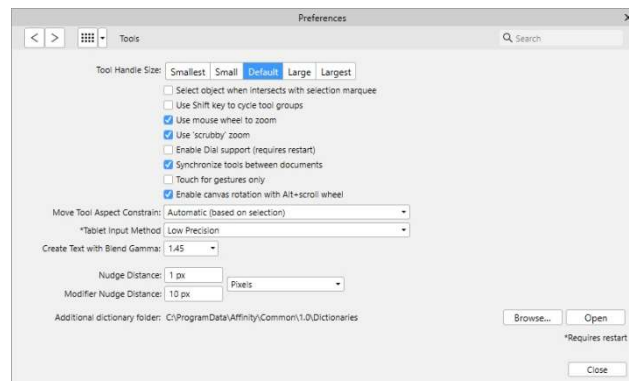 Preferences
Tools
Search
Tool Handle Size: Smallest Small Default Large Largest
Select object when intersects with selection marquee
Use Shift key to cycle tool groups
Use mouse wheel to zoom
Use 'scrubby' zoom
Enable Dial support (requires restart)
Synchronize tools between documents
Touch for gestures only
Enable canvas rotation with Alt+scroll wheel
Move Tool Aspect Constrain: Automatic (based on selection)
*Tablet Input Method Low Precision
Create Text with Blend Gamma: 1.45
Nudge Distance: 1 px
Pixels
Modifier Nudge Distance: 10 px
Additional dictionary folder: C:\ProgramData\Affinity\Common\1.0\Dictionaries Browse... Open
*Requires restart
Close